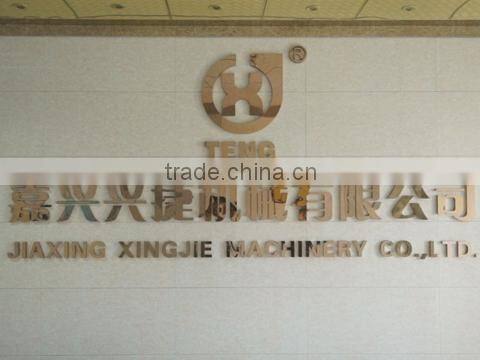 ®
TENG
trade.china.cn
嘉兴兴捷机械有限公司
JIAXING XINGJIE MACHINERY CO.,LTD.